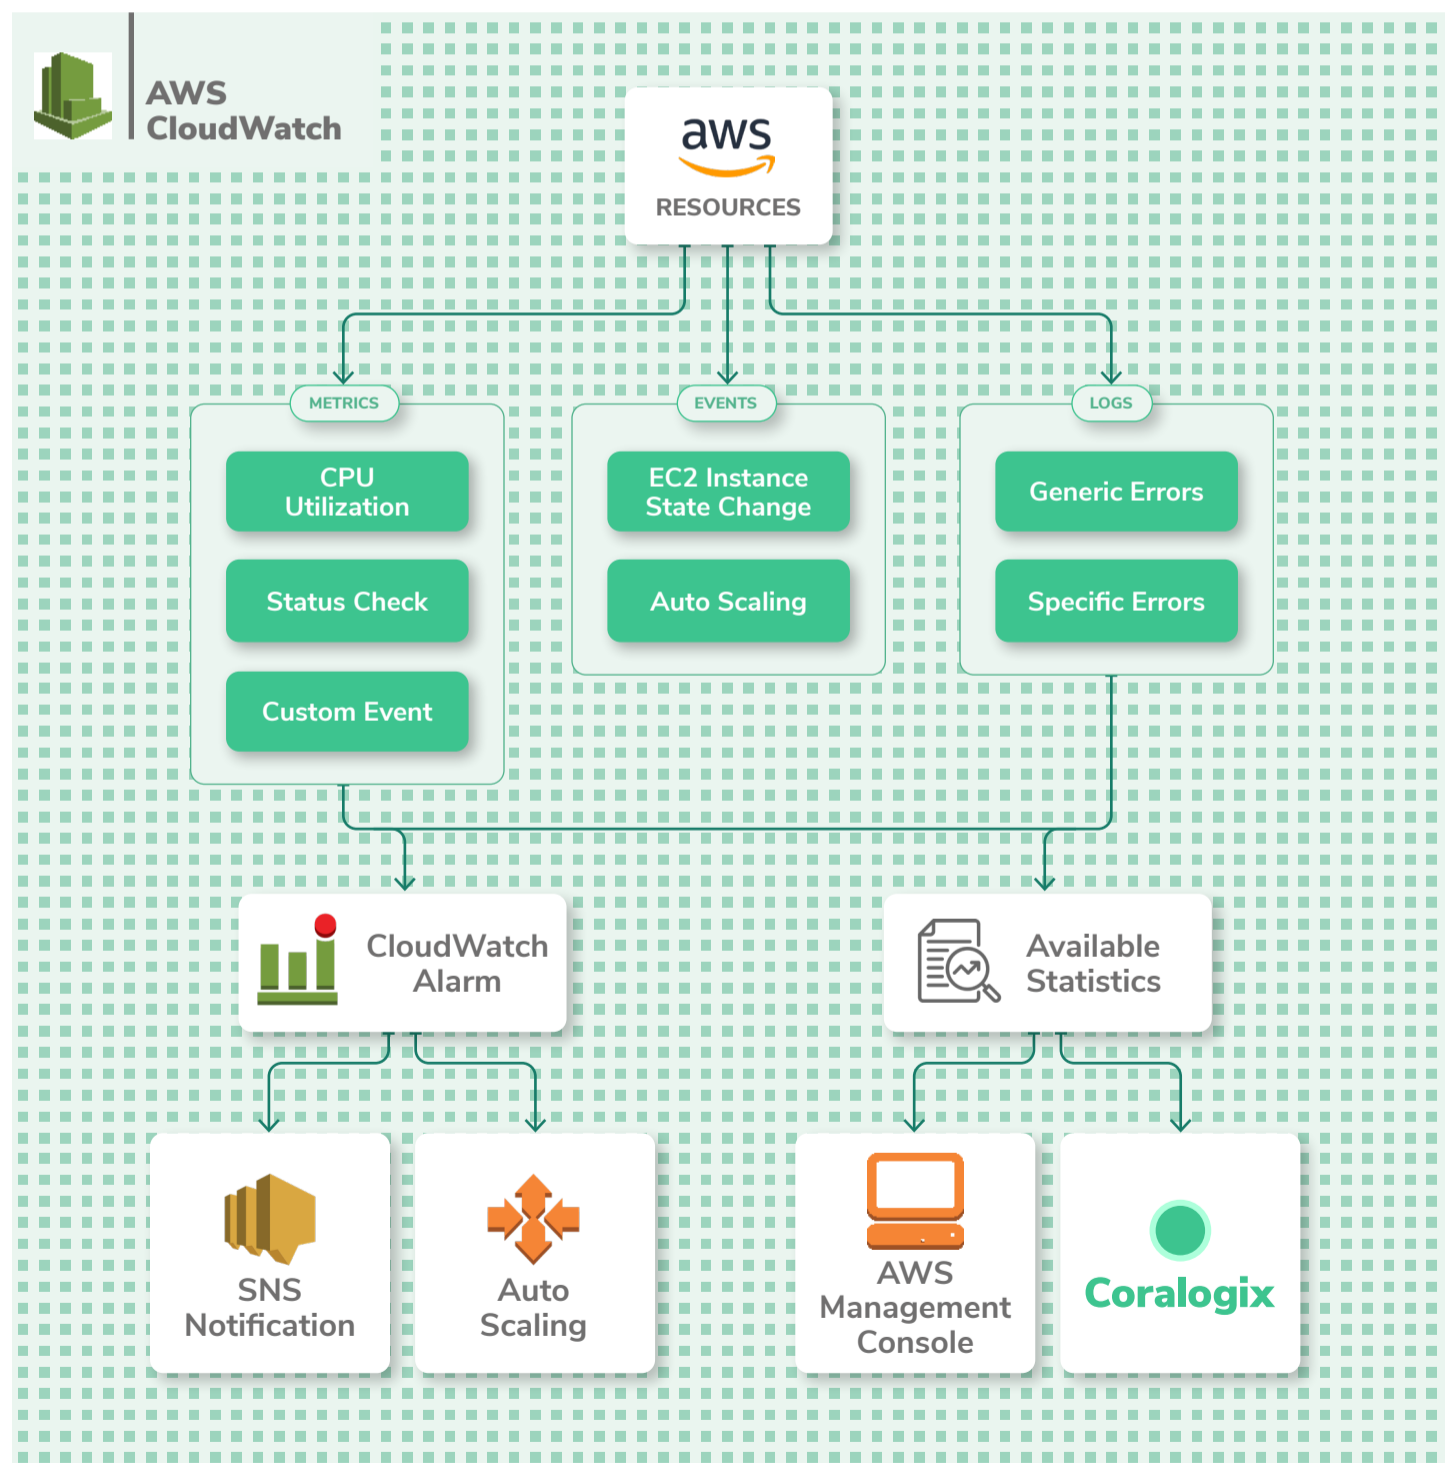 AWS
CloudWatch
aws
RESOURCES
METRICS
CPU
Utilization
Status Check
Custom Event
EVENTS
EC2 Instance
State Change
Auto Scaling
LOGS
Generic Errors
Specific Errors
CloudWatch
Alarm
Available
Statistics
SNS
Notification
Auto
Scaling
AWS
Management
Console
Coralogix